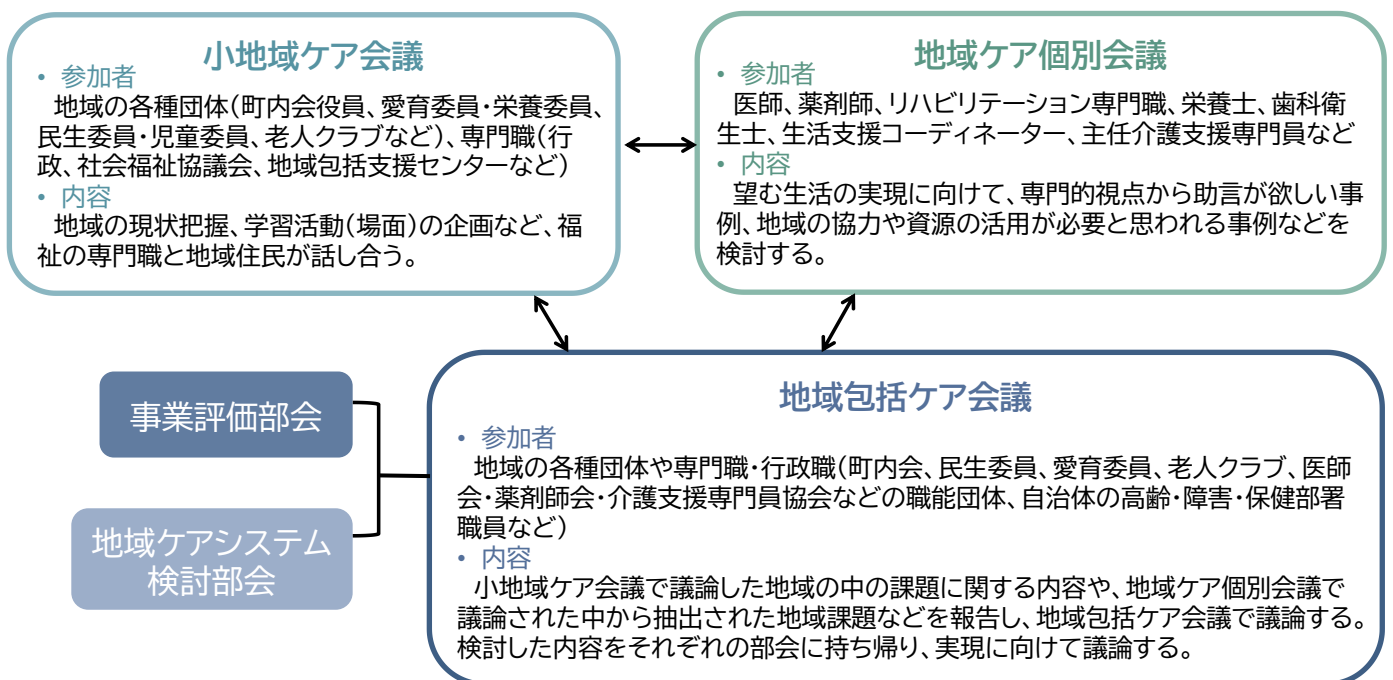 小地域ケア会議
• 参加者
地域の各種団体(町内会役員、愛育委員・栄養委員、
民生委員・児童委員、老人クラブなど)、専門職(行
政、社会福祉協議会、地域包括支援センターなど)
• 内容
地域の現状把握、学習活動(場面)の企画など、福
祉の専門職と地域住民が話し合う。
地域ケア個別会議
• 参加者
医師、薬剤師、リハビリテーション専門職、栄養士、歯科衛
生士、生活支援コーディネーター、主任介護支援専門員など
• 内容
望む生活の実現に向けて、専門的視点から助言が欲しい事
例、地域の協力や資源の活用が必要と思われる事例などを
検討する。
事業評価部会
地域ケアシステム
検討部会
地域包括ケア会議
• 参加者
地域の各種団体や専門職・行政職(町内会、民生委員、愛育委員、老人クラブ、医師
会・薬剤師会・介護支援専門員協会などの職能団体、自治体の高齢・障害・保健部署
職員など)
• 内容
小地域ケア会議で議論した地域の中の課題に関する内容や、地域ケア個別会議で
議論された中から抽出された地域課題などを報告し、地域包括ケア会議で議論する。
検討した内容をそれぞれの部会に持ち帰り、実現に向けて議論する。